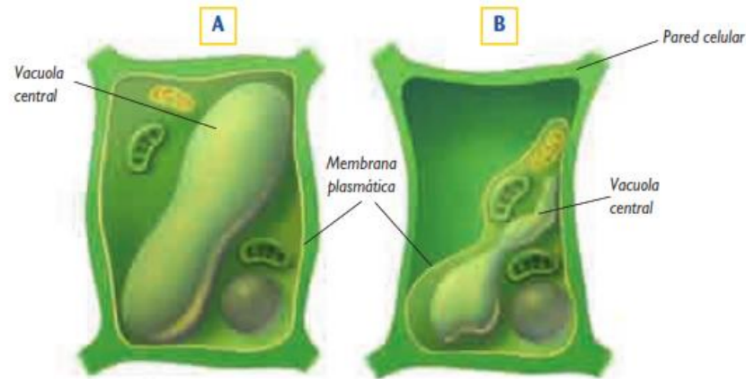 A
B
Pared celular
Vacuola
central
Membrana
plasmática
Vacuola
central